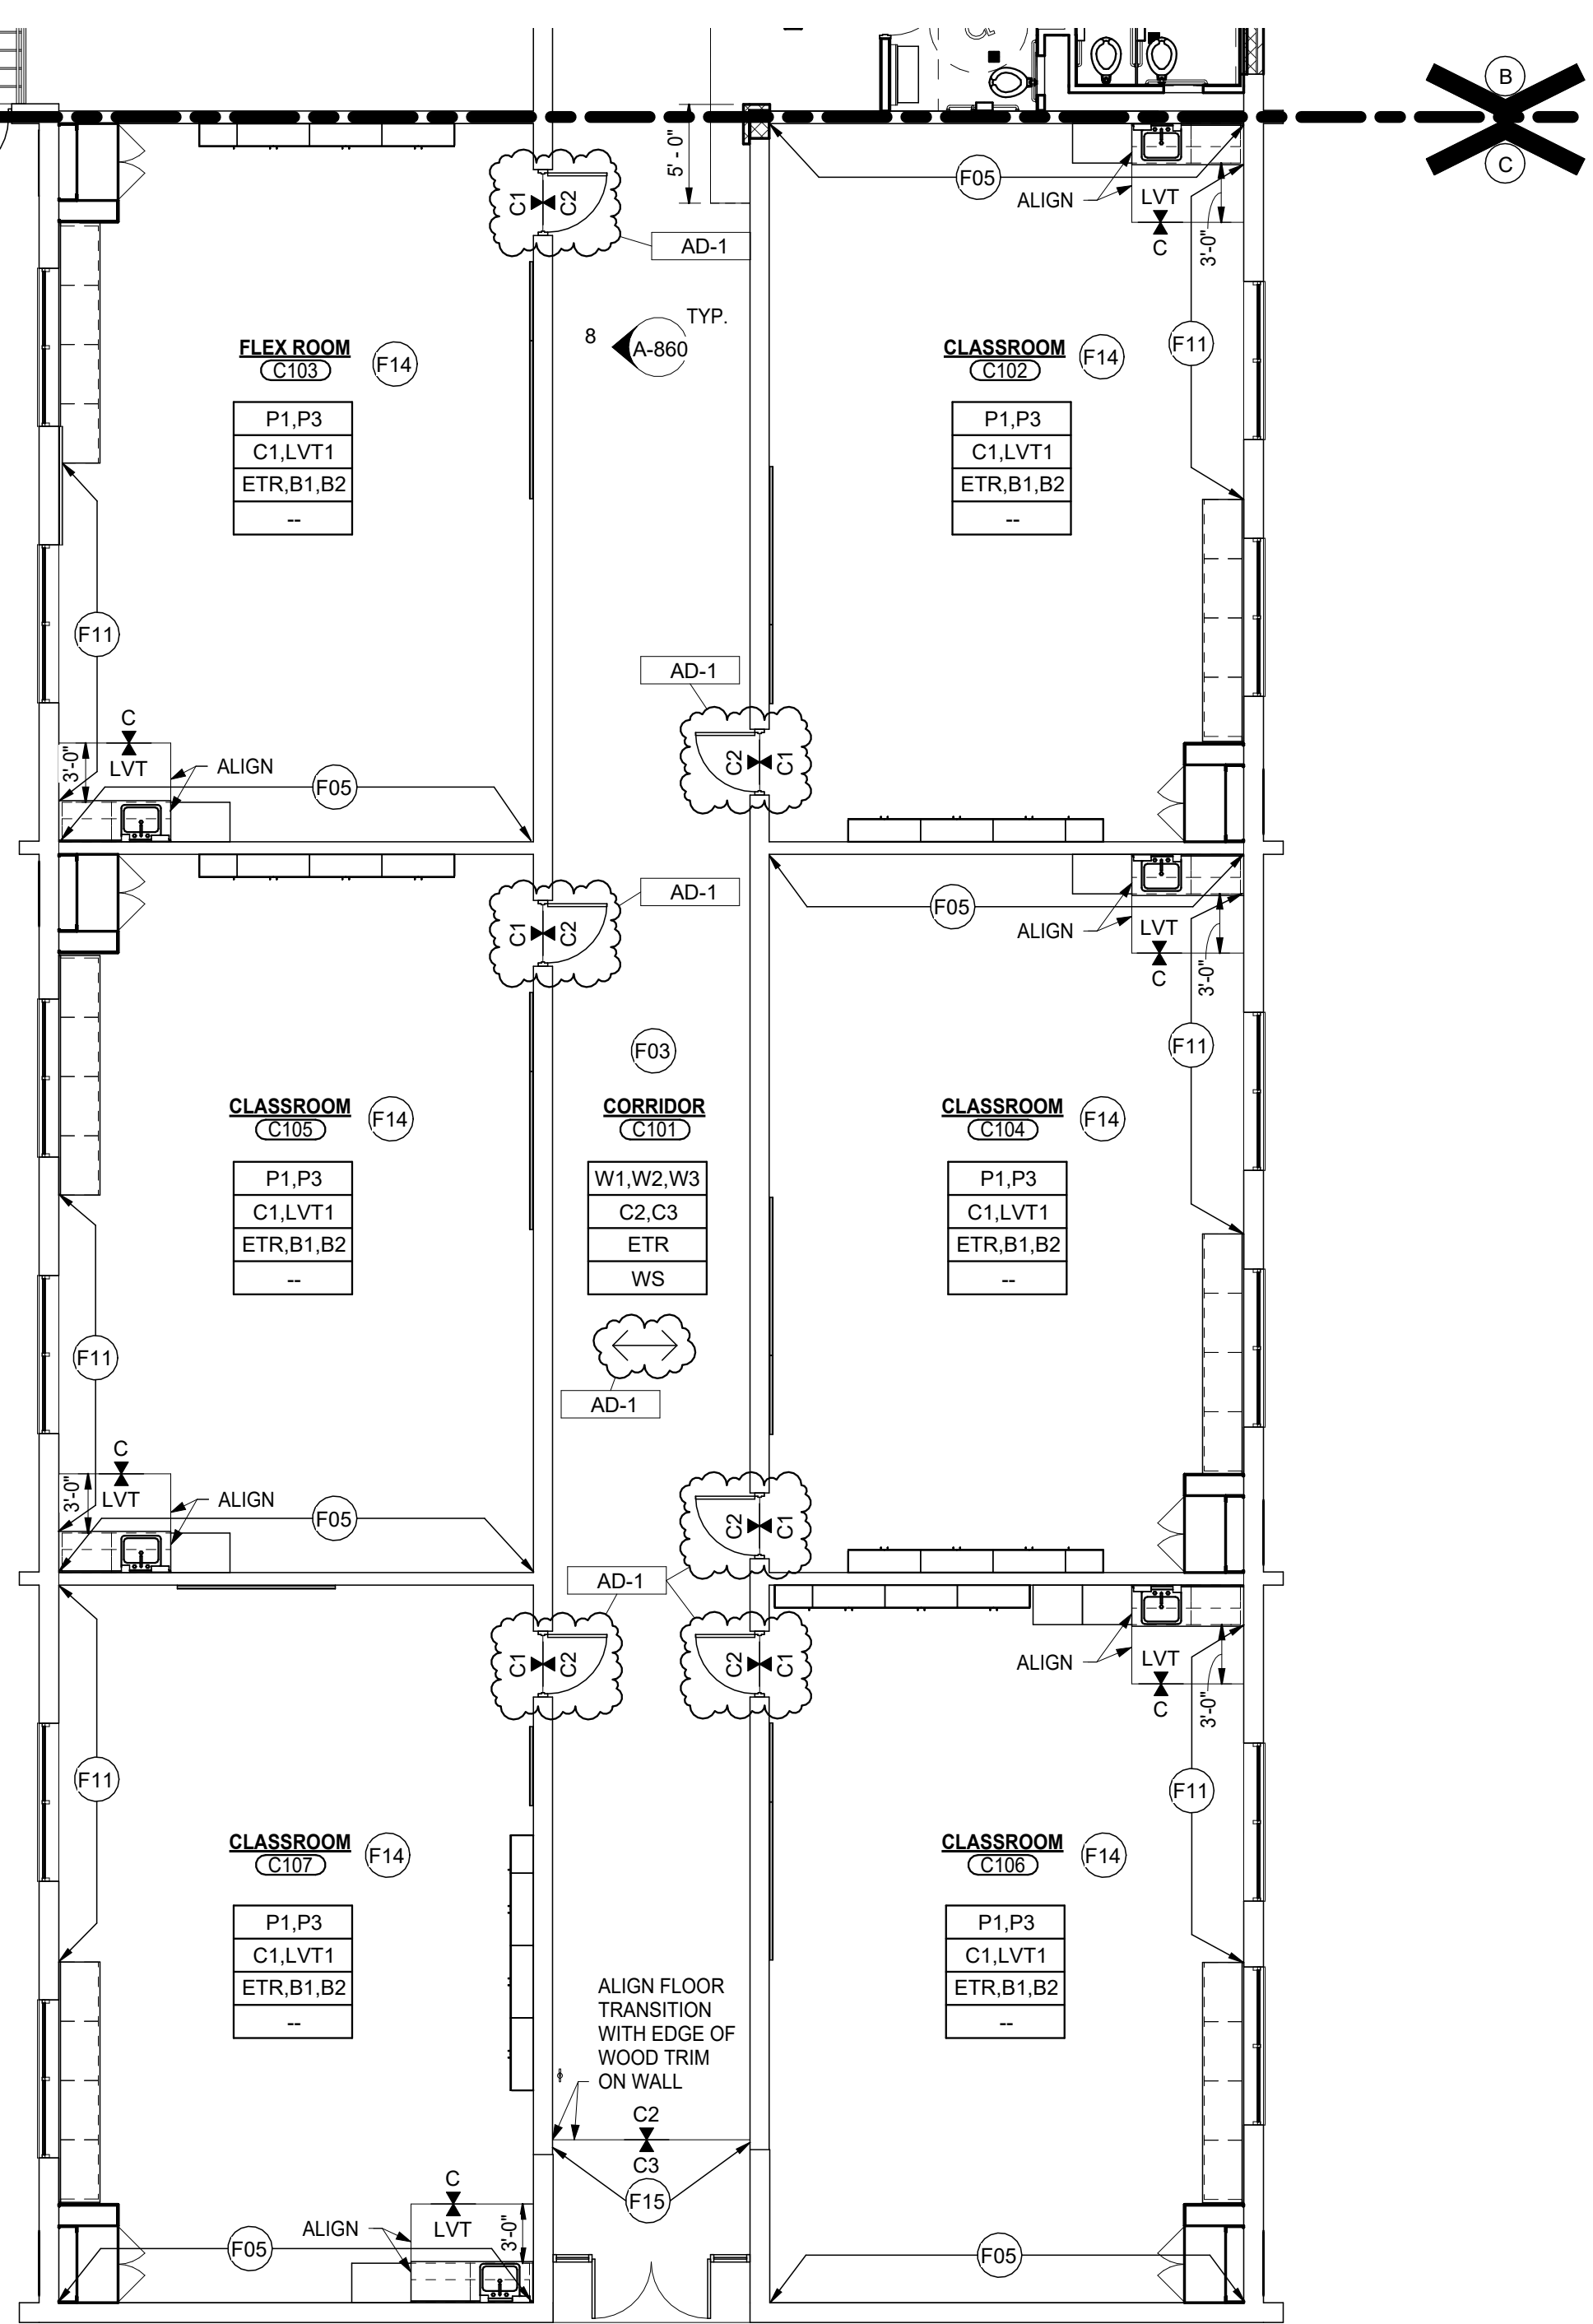 B
C
5' - 0"
C1
C2
AD-1
F05
ALIGN
LVT
C
3'-0"
8
A-860
TYP.
FLEX ROOM
C103
F14
P1,P3
C1,LVT1
ETR,B1,B2
--
CLASSROOM
C102
F14
P1,P3
C1,LVT1
ETR,B1,B2
--
F11
F11
AD-1
C2
C1
C
LVT
3'-0"
ALIGN
F05
C1
C2
AD-1
F05
ALIGN
LVT
C
3'-0"
F03
F11
CLASSROOM
C105
F14
P1,P3
C1,LVT1
ETR,B1,B2
--
CORRIDOR
C101
W1,W2,W3
C2,C3
ETR
WS
CLASSROOM
C104
F14
P1,P3
C1,LVT1
ETR,B1,B2
--
F11
AD-1
C
LVT
3'-0"
ALIGN
F05
C2
C1
AD-1
C1
C2
C2
C1
ALIGN
LVT
C
3'-0"
F11
F11
CLASSROOM
C107
F14
P1,P3
C1,LVT1
ETR,B1,B2
--
CLASSROOM
C106
F14
P1,P3
C1,LVT1
ETR,B1,B2
--
ALIGN FLOOR
TRANSITION
WITH EDGE OF
WOOD TRIM
ON WALL
C2
C3
F15
C
LVT
3'-0"
ALIGN
F05
F05